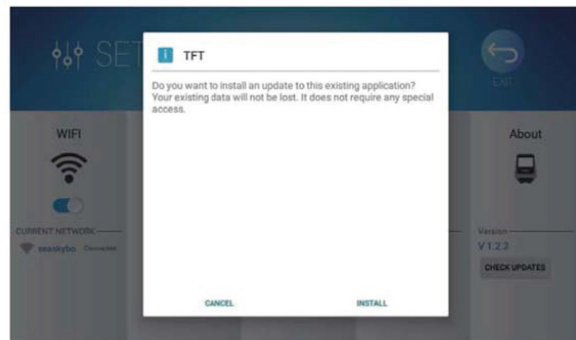 SET
TFT
Do you want to install an update to this existing application?
Your existing data will not be lost. It does not require any special
access.
EXIT
WIFI
About
CURRENT NETWORK
seaskybo Connected
Version
V 1.2.3
CHECK UPDATES
CANCEL
INSTALL